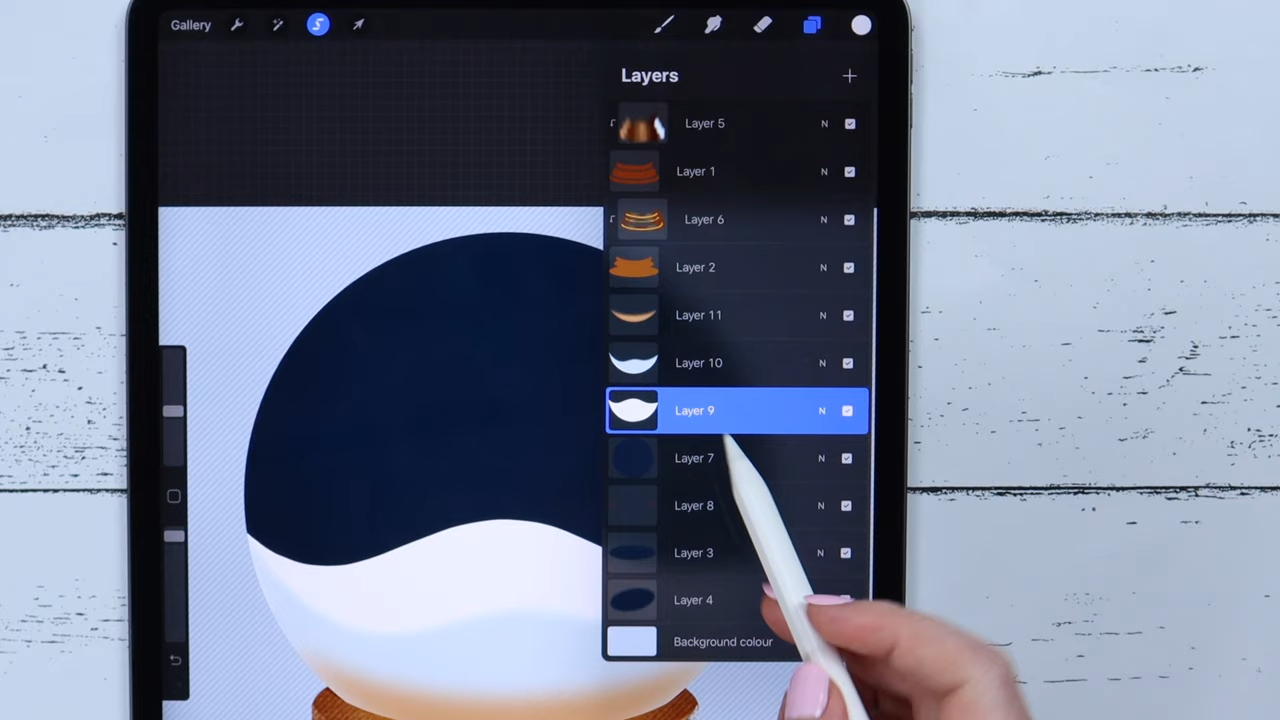 Gallery
Layers
Layer 5 N
Layer 1 N
Layer 6 N
Layer 2 N
Layer 11 N
Layer 10 N
Layer 9 N
Layer 7 N
Layer 8 N
Layer 3 N
Layer 4
Background colour